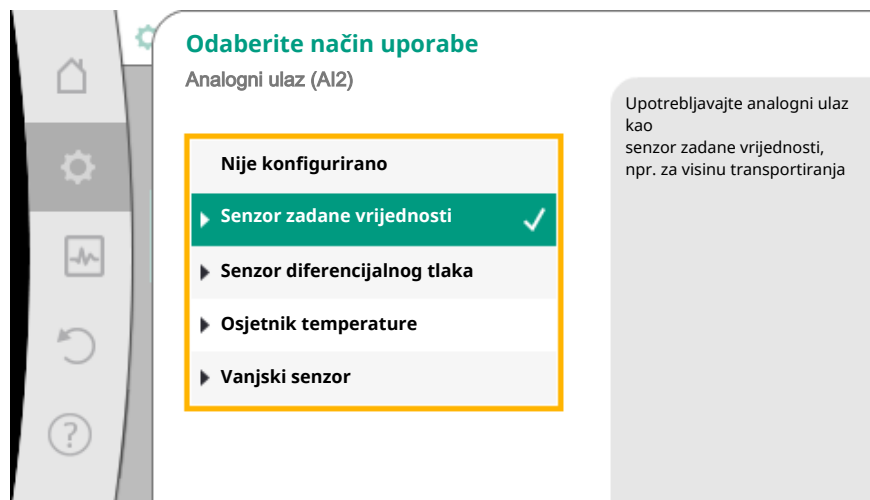 Odaberite način uporabe
Analogni ulaz (AI2)
Nije konfigurirano
Senzor zadane vrijednosti
Senzor diferencijalnog tlaka
Osjetnik temperature
Vanjski senzor
Upotrebljavajte analogni ulaz
kao
senzor zadane vrijednosti,
npr. za visinu transportiranja